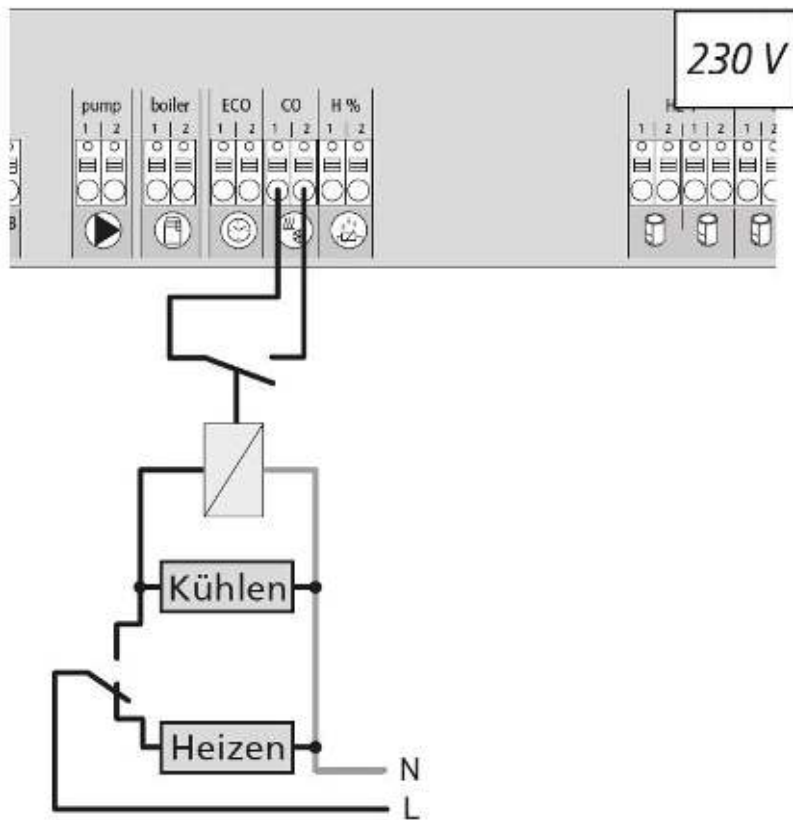 230 V
pump boiler ECO CO H %
1 2 1 2 1 2 1 2 1 2 1 2 1 2 1 2
Kühlen
Heizen
N
L